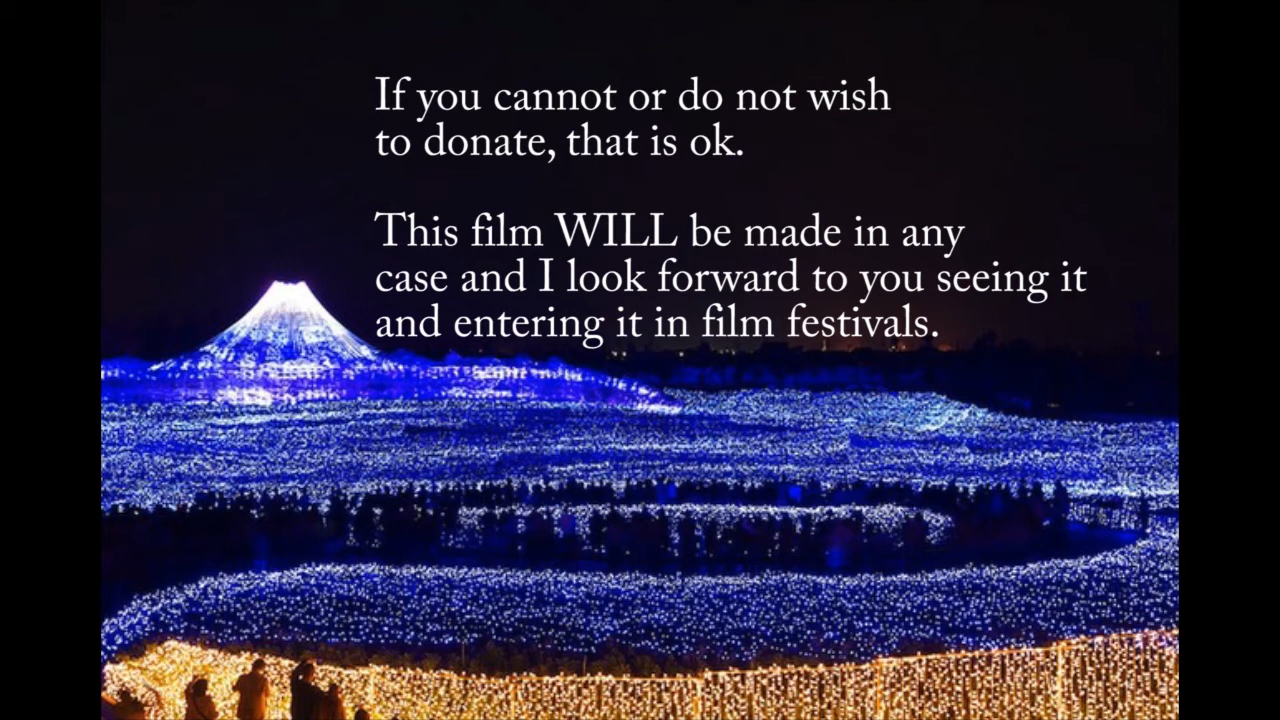 If you cannot or do not wish
to donate, that is ok.
This film WILL be made in any
case and I look forward to you seeing it
and entering it in film festivals.